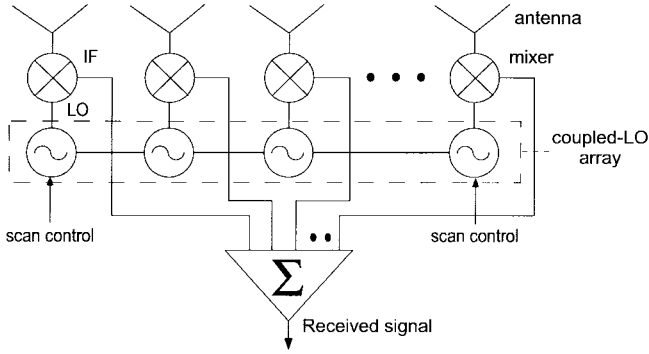 antenna
IF
mixer
LO
coupled-LO
array
scan control
scan control
Σ
Received signal